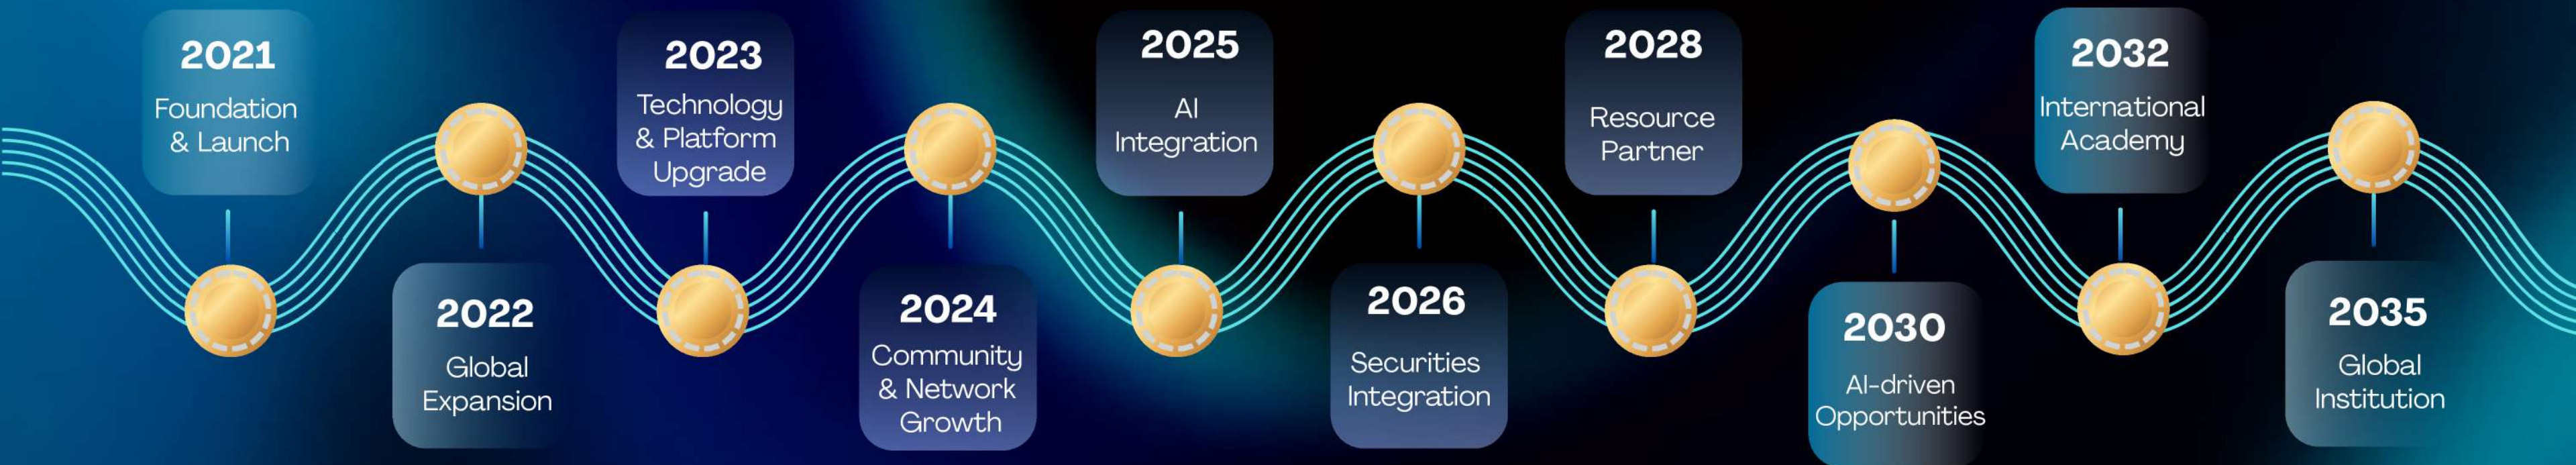 2021
Foundation
& Launch
2022
Global
Expansion
2023
Technology
& Platform
Upgrade
2024
Community
& Network
Growth
2025
AI
Integration
2026
Securities
Integration
2028
Resource
Partner
2030
AI-driven
Opportunities
2032
International
Academy
2035
Global
Institution